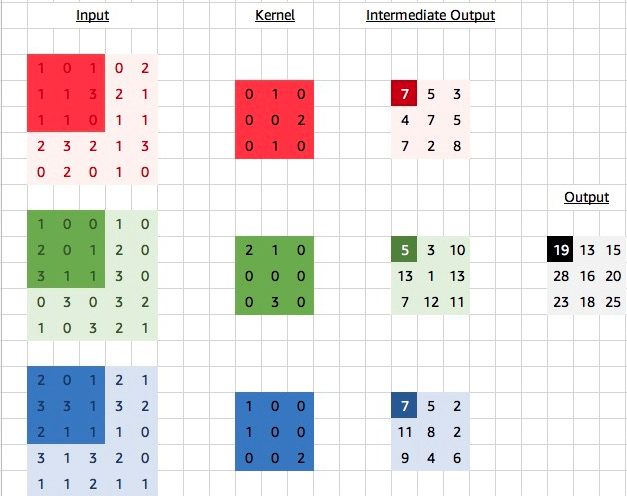 Input Kernel Intermediate Output
1 0 1 0 2
1 1 3 2 1 0 1 0 7 5 3
1 1 0 1 1 0 0 2 4 7 5
2 3 2 1 3 0 1 0 7 2 8
0 2 0 1 0
Output
1 0 0 1 0
2 0 1 2 0 2 1 0 5 3 10 19 13 15
3 1 1 3 0 0 0 0 13 1 13 28 16 20
0 3 0 3 2 0 3 0 7 12 11 23 18 25
1 0 3 2 1
2 0 1 2 1
3 3 1 3 2 1 0 0 7 5 2
2 1 1 1 0 1 0 0 11 8 2
3 1 3 2 0 0 0 2 9 4 6
1 1 2 1 1